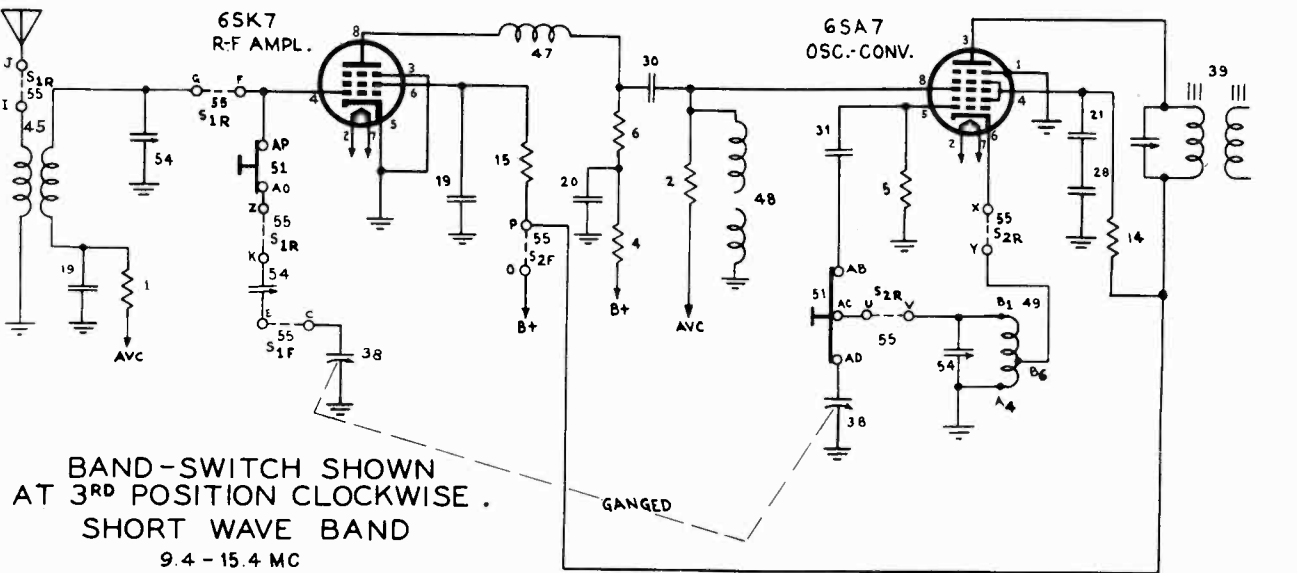 6SK7
R-F AMPL.
8
3
6
4
2
7
5
47
30
6SA7
OSC.-CONV.
3
1
8
4
5
2
7
6
39
J
S1R
55
I
45
54
G
F
55
S1R
AP
51
AO
Z
55
S1R
K
54
E
C
55
S1F
38
19
1
AVC
19
15
P
55
S2F
O
B+
20
6
4
B+
2
AVC
48
31
5
51
AB
AC
AD
U
S2R
V
55
38
X
55
S2R
Y
B1
49
54
B6
A4
21
28
14
GANGED
BAND-SWITCH SHOWN
AT 3RD POSITION CLOCKWISE.
SHORT WAVE BAND
9.4 - 15.4 MC